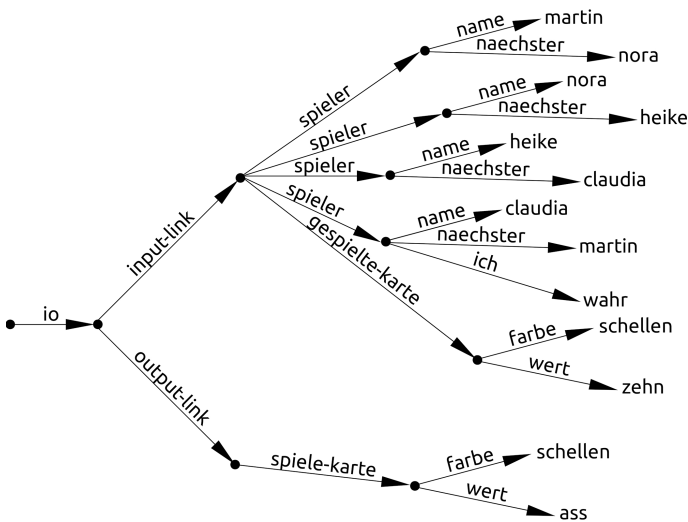 name martin
naechster nora
spieler
name nora
naechster heike
spieler
name heike
naechster claudia
spieler
name claudia
naechster martin
ich wahr
spieler
gespielte-karte
farbe schellen
wert zehn
input-link
io
output-link
spiele-karte
farbe schellen
wert ass